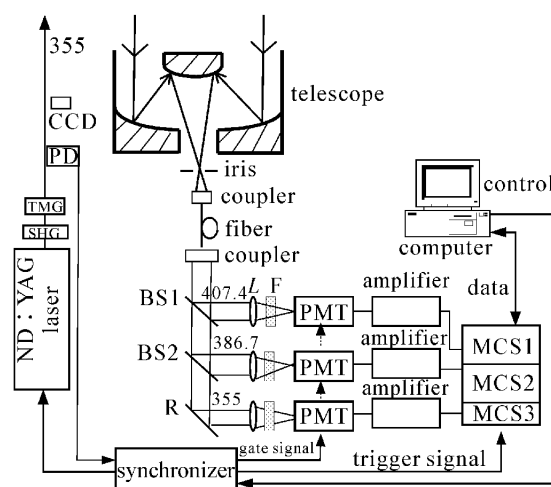 355
CCD
PD
TMG
SHG
ND:YAG
laser
telescope
iris
coupler
fiber
coupler
control
computer
data
BS1
407.4
L
F
PMT
amplifier
MCS1
BS2
386.7
PMT
amplifier
MCS2
R
355
PMT
amplifier
MCS3
gate signal
synchronizer
trigger signal